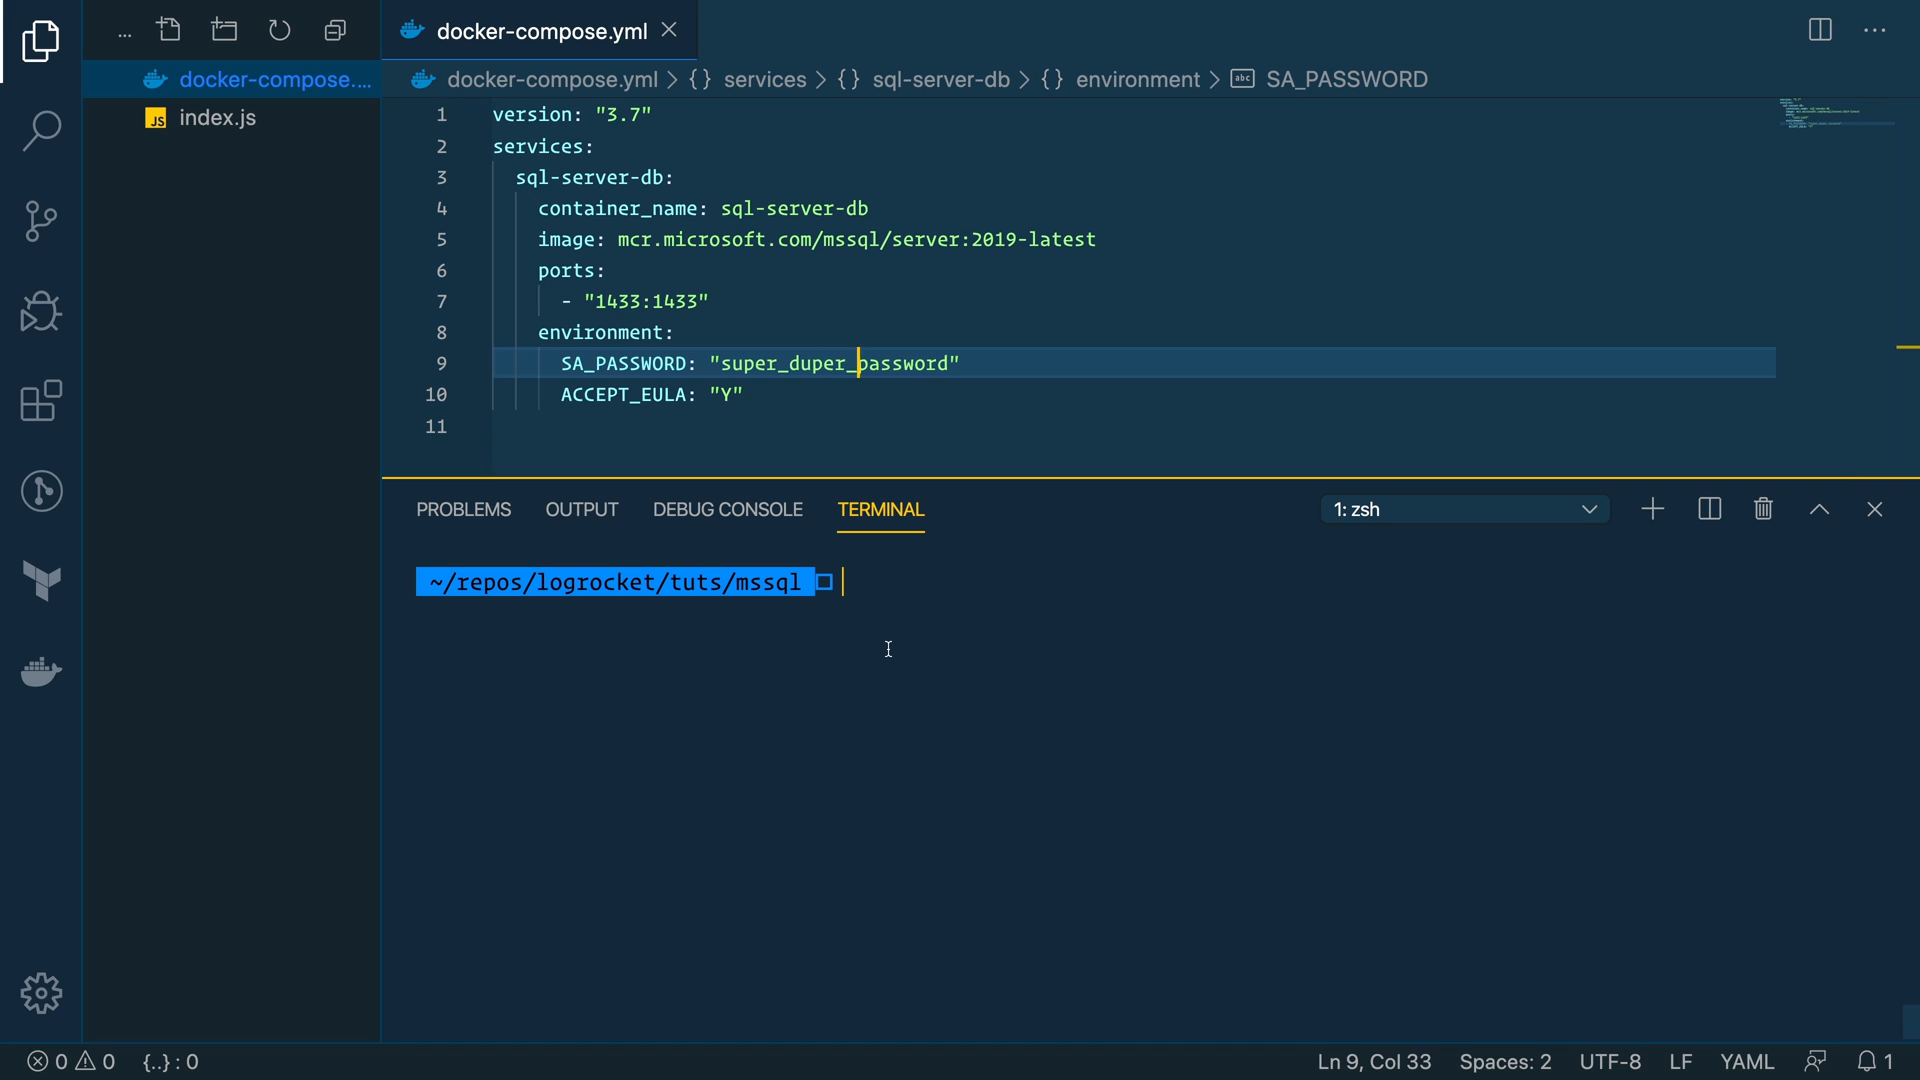 ...
docker-compose.yml
docker-compose....
index.js
docker-compose.yml > {} services > {} sql-server-db > {} environment > abc SA_PASSWORD
1 version: "3.7"
2 services:
3 sql-server-db:
4 container_name: sql-server-db
5 image: mcr.microsoft.com/mssql/server:2019-latest
6 ports:
7 - "1433:1433"
8 environment:
9 SA_PASSWORD: "super_duper_password"
10 ACCEPT_EULA: "Y"
11
PROBLEMS OUTPUT DEBUG CONSOLE TERMINAL 1: zsh
~/repos/logrocket/tuts/mssql
0 0 {..} : 0 Ln 9, Col 33 Spaces: 2 UTF-8 LF YAML 1